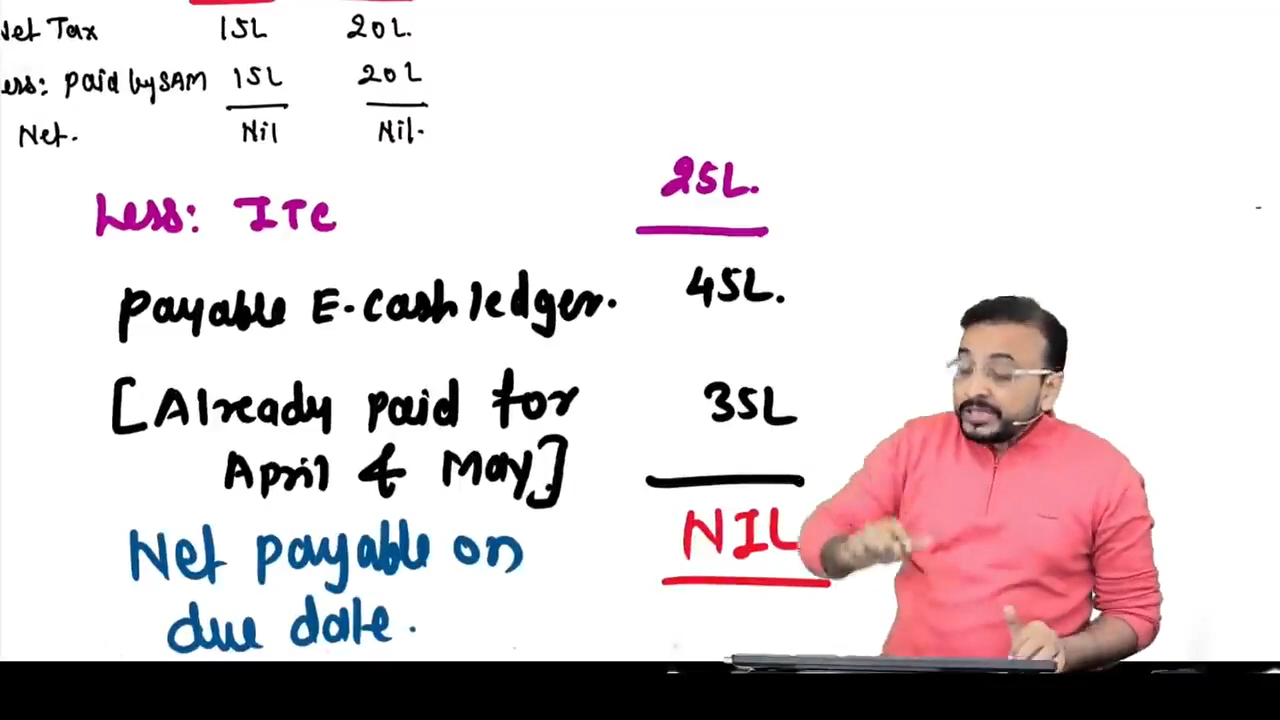 Net Tax 15L 20L.
ess: paid by SAM 15L 20L
Net. Nil Nil.
25L.
Less: ITC
payable E-cash ledger. 45L.
[Already paid for 35L
April & May]
NIL
Net payable on
due date.